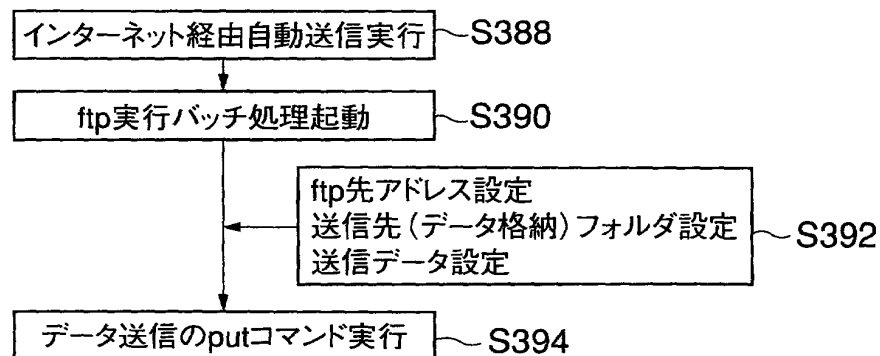 インターネット経由自動送信実行 S388
ftp実行バッチ処理起動 S390
ftp先アドレス設定
送信先(データ格納)フォルダ設定 S392
送信データ設定
データ送信のputコマンド実行 S394